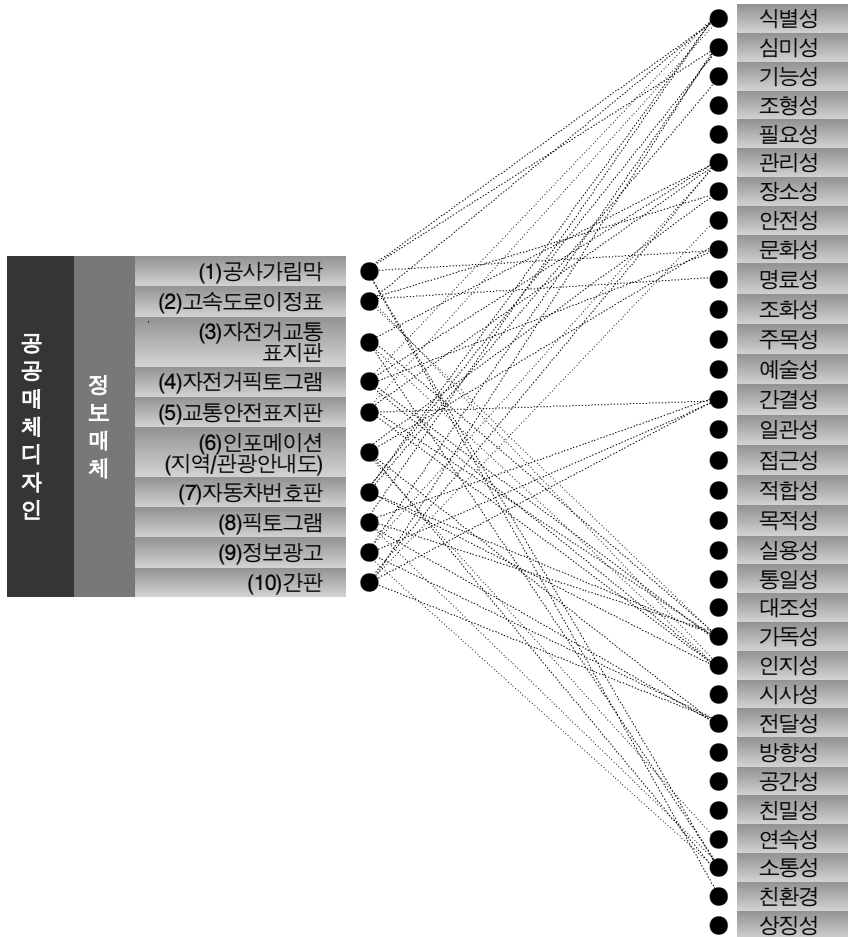 공공매체디자인
정보매체
(1)공사가림막
(2)고속도로이정표
(3)자전거교통
표지판
(4)자전거픽토그램
(5)교통안전표지판
(6)인포메이션
(지역/관광안내도)
(7)자동차번호판
(8)픽토그램
(9)정보광고
(10)간판
식별성
심미성
기능성
조형성
필요성
관리성
장소성
안전성
문화성
명료성
조화성
주목성
예술성
간결성
일관성
접근성
적합성
목적성
실용성
통일성
대조성
가독성
인지성
시사성
전달성
방향성
공간성
친밀성
연속성
소통성
친환경
상징성